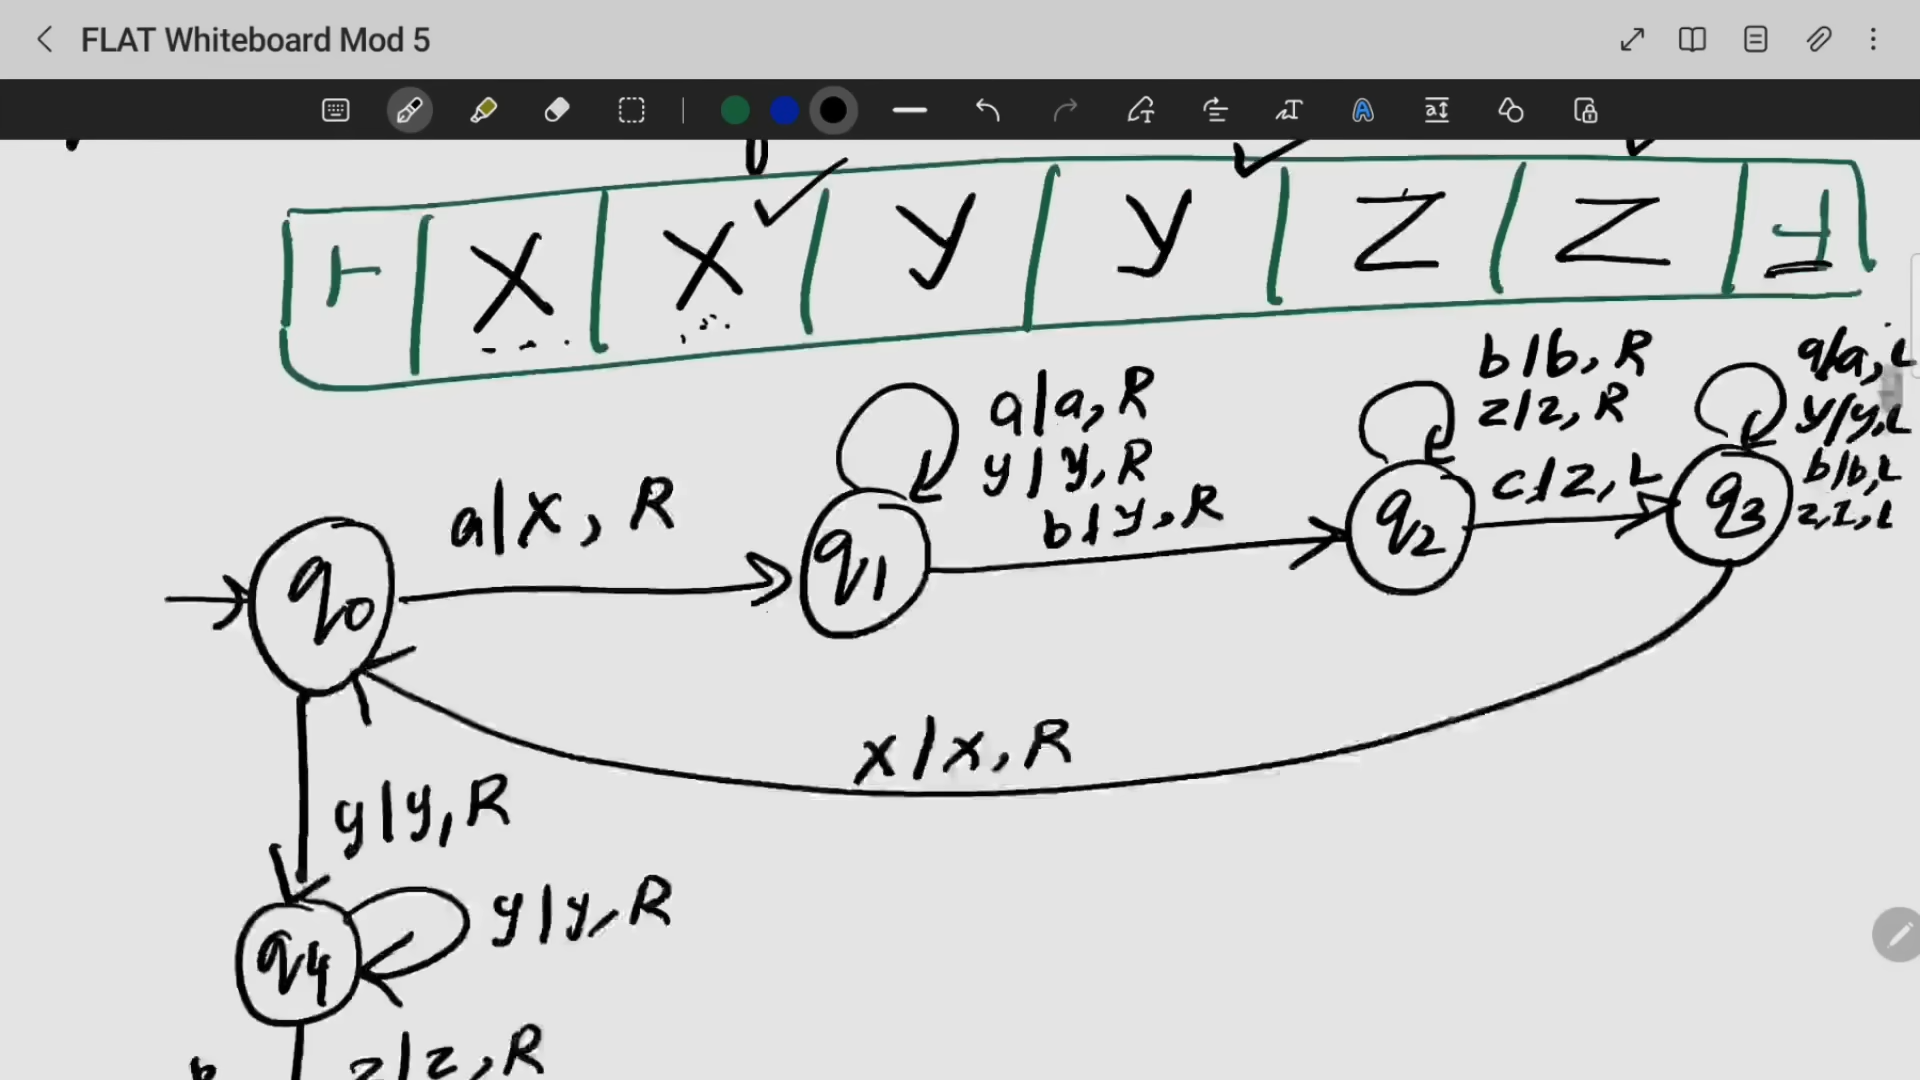 FLAT Whiteboard Mod 5
⊢ X X y y Z Z ⊣
b/b, R
z/z, R
a/a, L
y/y, L
b/b, L
z, z, L
a/a, R
y/y, R
b/y, R
c/z, L
a/X, R
q0
q1
q2
q3
x/x, R
y/y, R
q4
y/y, R
z/z, R